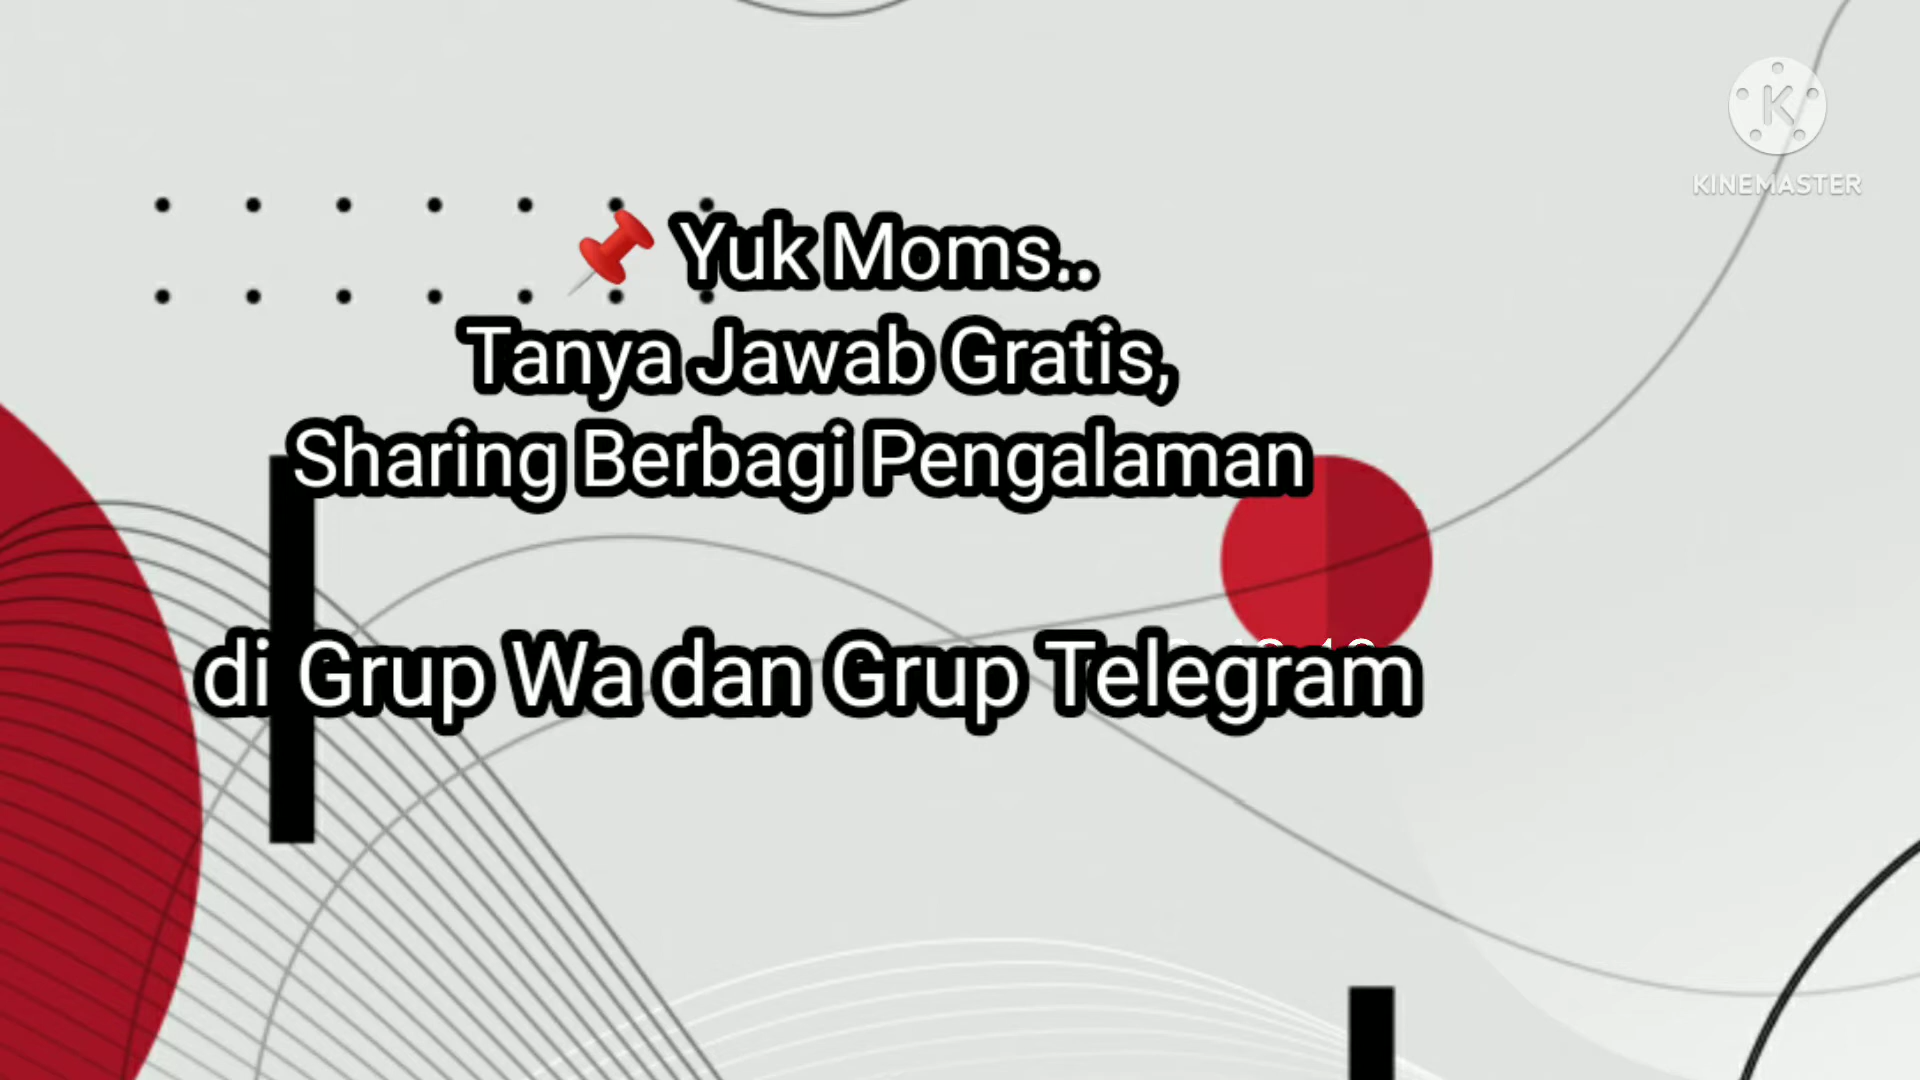 KINEMASTER
📌 Yuk Moms..
Tanya Jawab Gratis,
Sharing Berbagi Pengalaman
di Grup Wa dan Grup Telegram